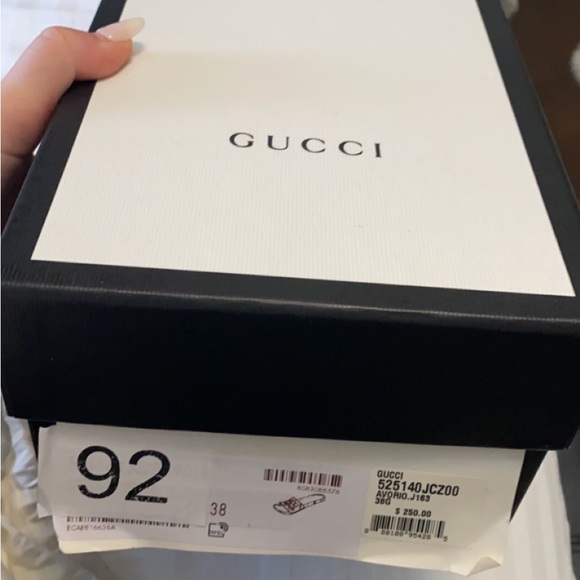 GUCCI
92
38
GUCCI
525140JCZ00
AVORIO.J163
38G
$ 250.00